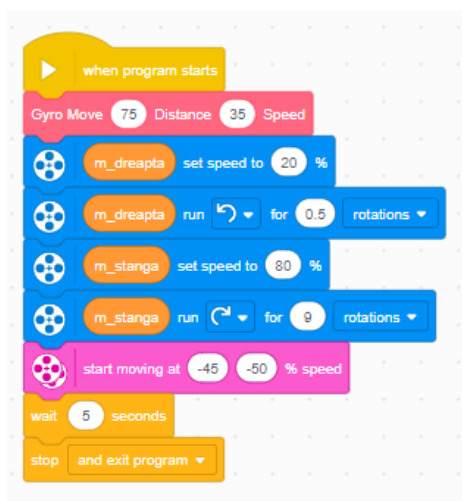 when program starts
Gyro Move 75 Distance 35 Speed
m_dreapta set speed to 20 %
m_dreapta run for 0.5 rotations
m_stanga set speed to 80 %
m_stanga run for 9 rotations
start moving at -45 -50 % speed
wait 5 seconds
stop and exit program